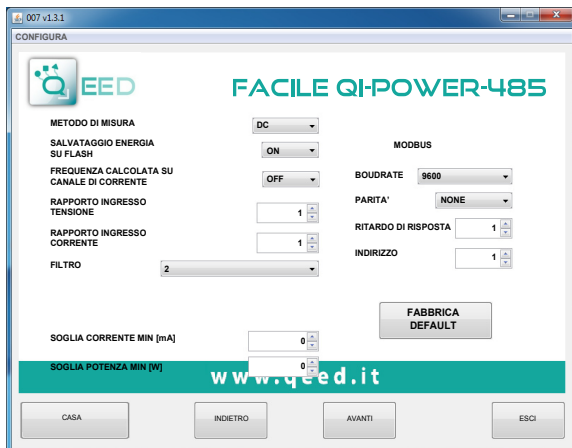 007 v1.3.1
CONFIGURA
QEED
FACILE QI-POWER-485
METODO DI MISURA
DC
SALVATAGGIO ENERGIA
SU FLASH
ON
FREQUENZA CALCOLATA SU
CANALE DI CORRENTE
OFF
RAPPORTO INGRESSO
TENSIONE
1
RAPPORTO INGRESSO
CORRENTE
1
FILTRO
2
MODBUS
BOUDRATE
9600
PARITA'
NONE
RITARDO DI RISPOSTA
1
INDIRIZZO
1
FABBRICA
DEFAULT
SOGLIA CORRENTE MIN [mA]
0
SOGLIA POTENZA MIN [W]
0
www.qeed.it
CASA
INDIETRO
AVANTI
ESCI